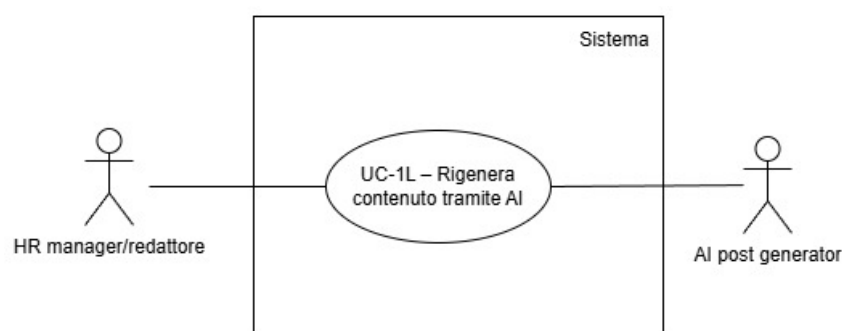 Sistema
UC-1L – Rigenera
contenuto tramite AI
HR manager/redattore
AI post generator